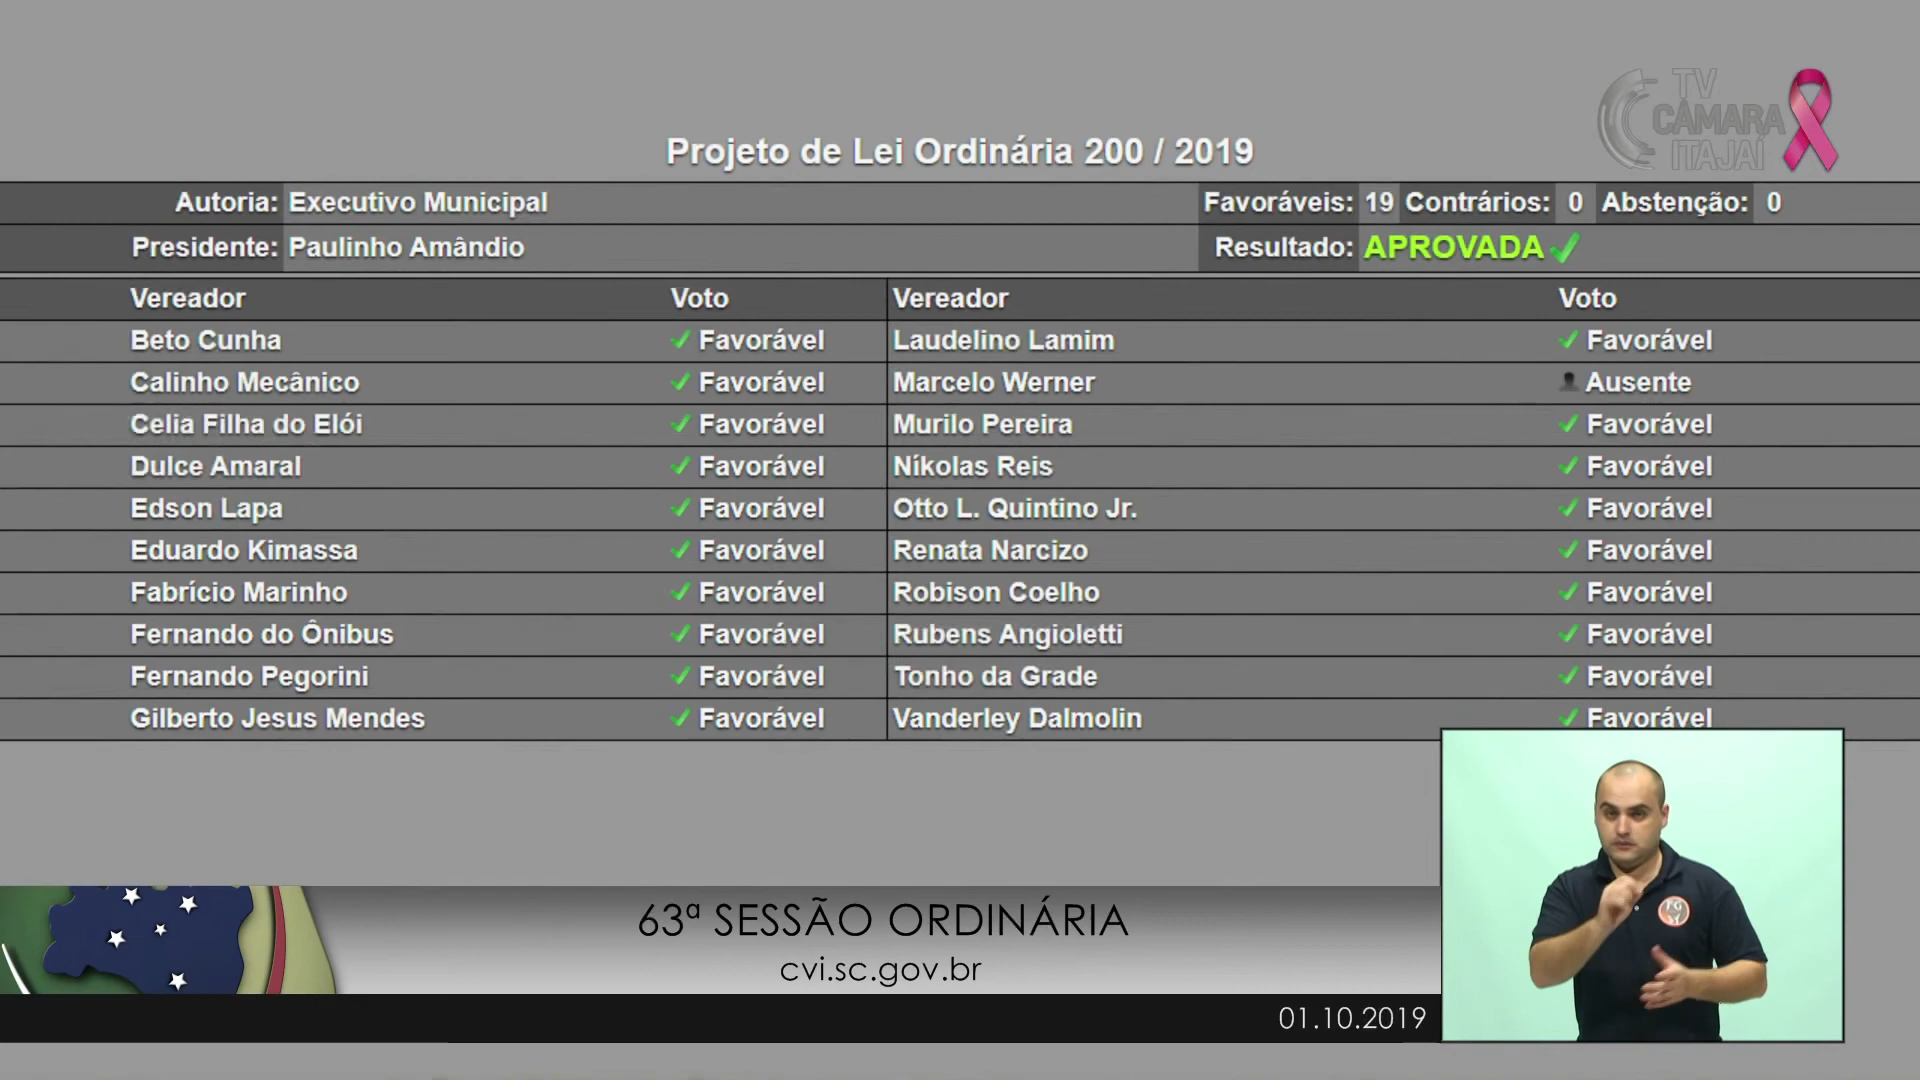 TV
CÂMARA
ITAJAÍ
Projeto de Lei Ordinária 200 / 2019
Autoria: Executivo Municipal Favoráveis: 19 Contrários: 0 Abstenção: 0
Presidente: Paulinho Amândio Resultado: APROVADA
Vereador Voto Vereador Voto
Beto Cunha Favorável Laudelino Lamim Favorável
Calinho Mecânico Favorável Marcelo Werner Ausente
Celia Filha do Elói Favorável Murilo Pereira Favorável
Dulce Amaral Favorável Níkolas Reis Favorável
Edson Lapa Favorável Otto L. Quintino Jr. Favorável
Eduardo Kimassa Favorável Renata Narcizo Favorável
Fabrício Marinho Favorável Robison Coelho Favorável
Fernando do Ônibus Favorável Rubens Angioletti Favorável
Fernando Pegorini Favorável Tonho da Grade Favorável
Gilberto Jesus Mendes Favorável Vanderley Dalmolin Favorável
63ª SESSÃO ORDINÁRIA
cvi.sc.gov.br
01.10.2019